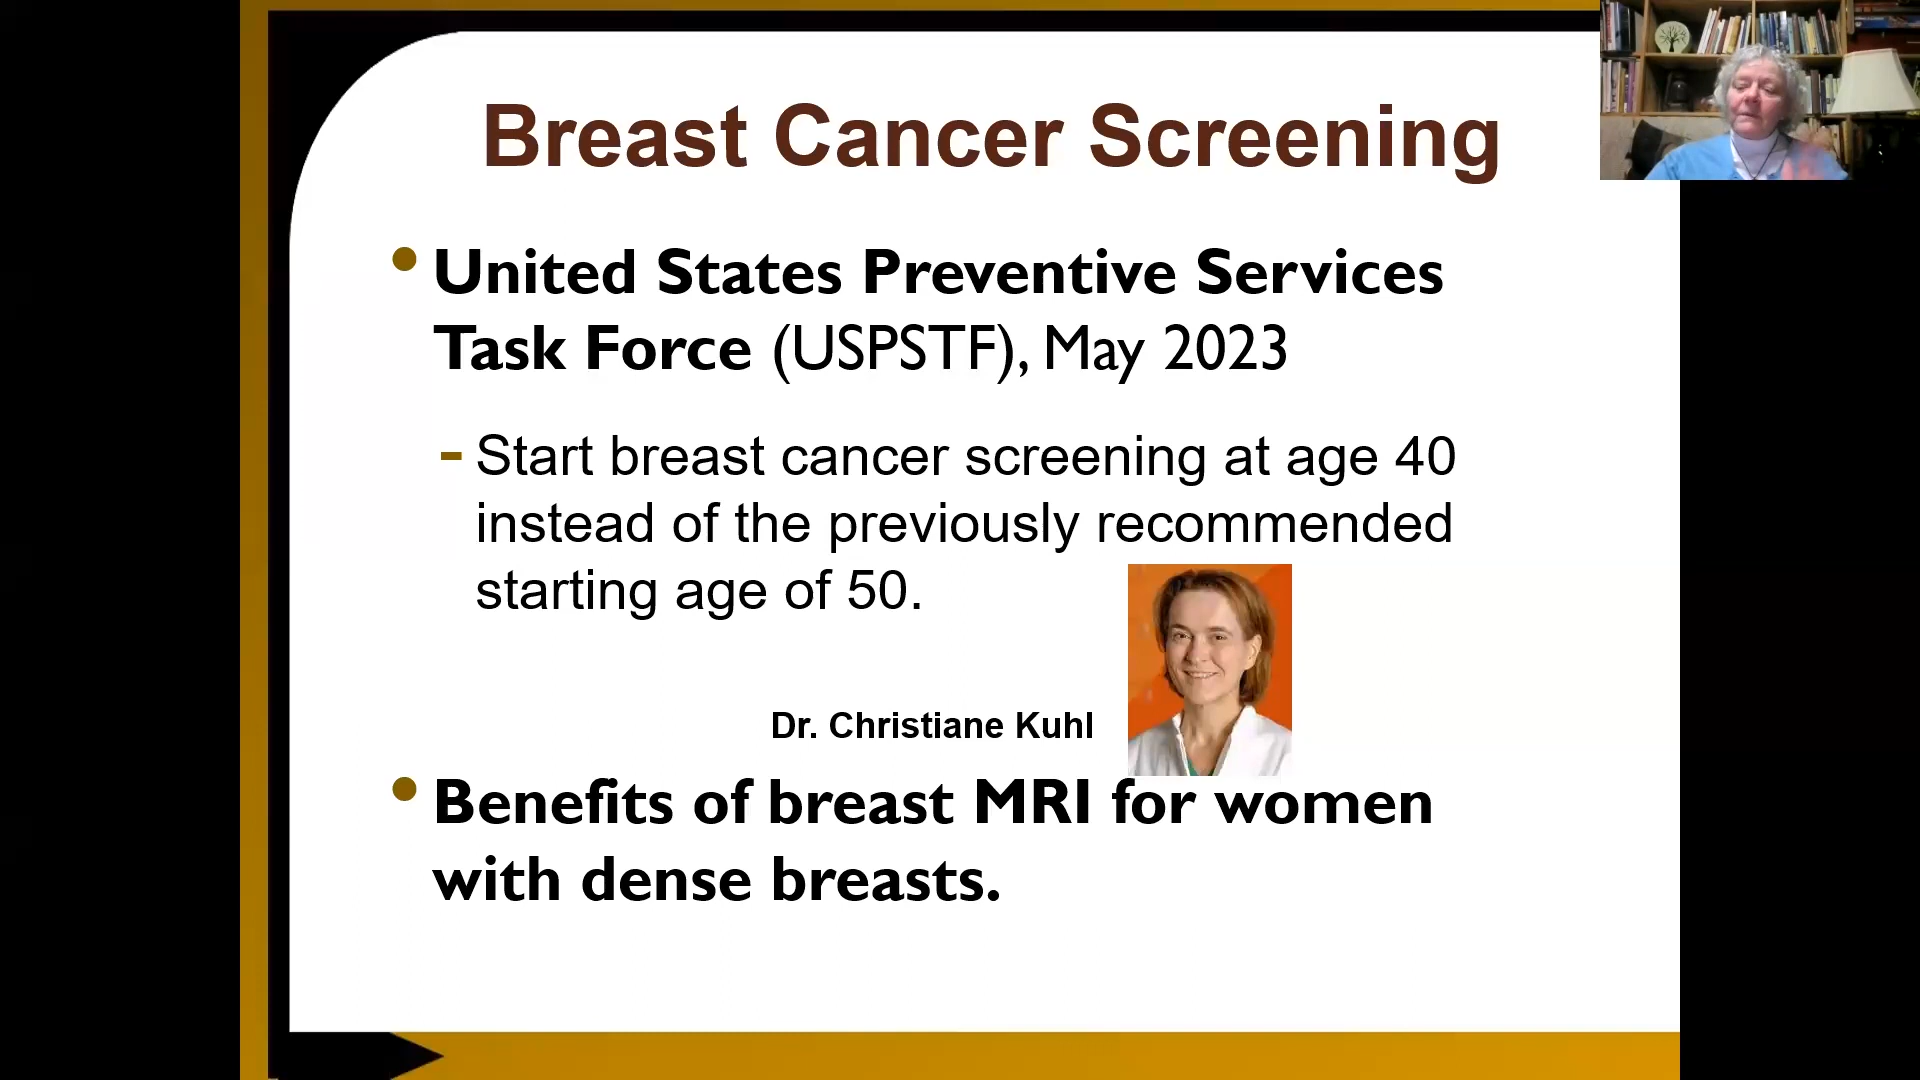 Breast Cancer Screening
• United States Preventive Services
Task Force (USPSTF), May 2023
- Start breast cancer screening at age 40
instead of the previously recommended
starting age of 50.
Dr. Christiane Kuhl
• Benefits of breast MRI for women
with dense breasts.